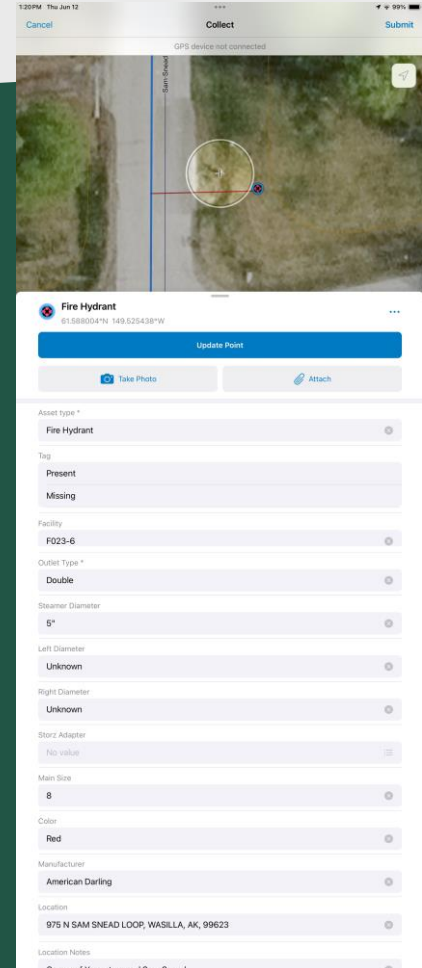 1:20 PM Thu Jun 12
99%
Cancel
Collect
Submit
GPS device not connected
Sam Snead
Fire Hydrant
61.588004°N 149.525438°W
Update Point
Take Photo
Attach
Asset type *
Fire Hydrant
Tag
Present
Missing
Facility
F023-6
Outlet Type *
Double
Steamer Diameter
5"
Left Diameter
Unknown
Right Diameter
Unknown
Storz Adapter
No value
Main Size
8
Color
Red
Manufacturer
American Darling
Location
975 N SAM SNEAD LOOP, WASILLA, AK, 99623
Location Notes